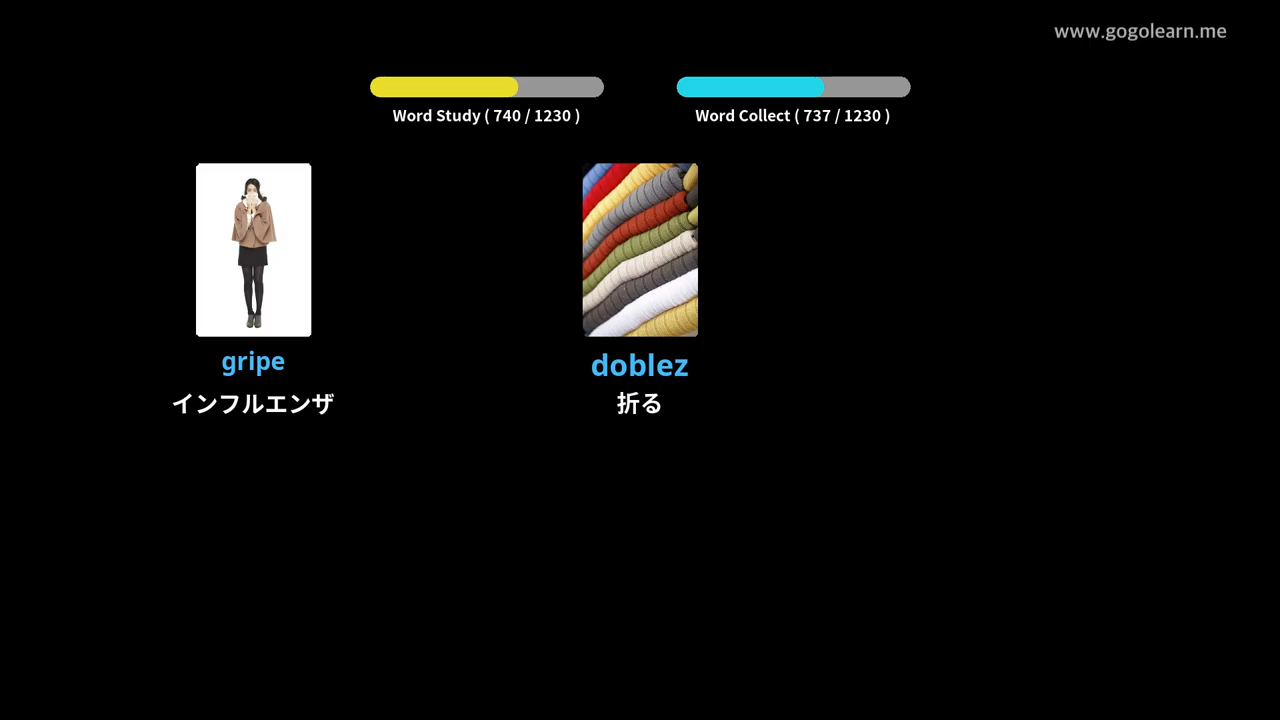 www.gogolearn.me
Word Study ( 740 / 1230 )
Word Collect ( 737 / 1230 )
gripe
インフルエンザ
doblez
折る